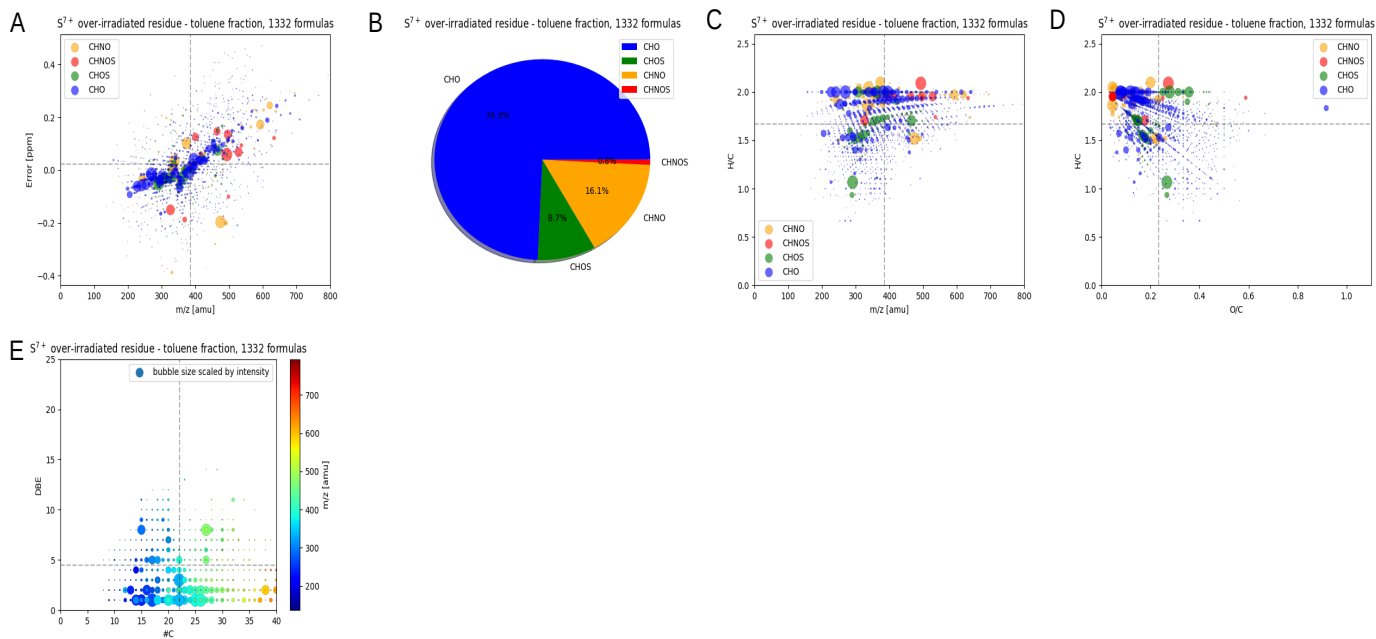 A
S7+ over-irradiated residue - toluene fraction, 1332 formulas
CHNO
CHNOS
CHOS
CHO
0.4
0.2
0.0
−0.2
−0.4
Error [ppm]
0 100 200 300 400 500 600 700 800
m/z [amu]
B
S7+ over-irradiated residue - toluene fraction, 1332 formulas
CHO
CHOS
CHNO
CHNOS
CHO
74.3%
0.8%
CHNOS
16.1%
CHNO
8.7%
CHOS
C
S7+ over-irradiated residue - toluene fraction, 1332 formulas
2.5
2.0
1.5
1.0
0.5
0.0
H/C
CHNO
CHNOS
CHOS
CHO
0 100 200 300 400 500 600 700 800
m/z [amu]
D
S7+ over-irradiated residue - toluene fraction, 1332 formulas
CHNO
CHNOS
CHOS
CHO
2.5
2.0
1.5
1.0
0.5
0.0
H/C
0.0 0.2 0.4 0.6 0.8 1.0
O/C
E
S7+ over-irradiated residue - toluene fraction, 1332 formulas
bubble size scaled by intensity
25
20
15
10
5
0
DBE
0 5 10 15 20 25 30 35 40
#C
700
600
500
400
300
200
m/z [amu]